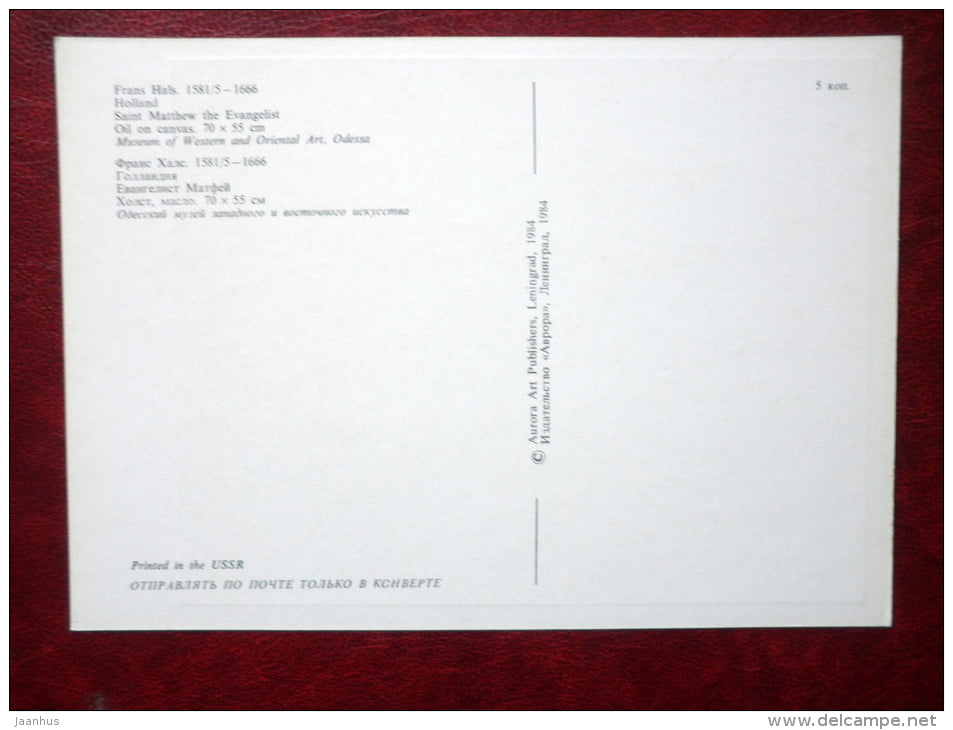 Frans Hals. 1581/5–1666
Holland
Saint Matthew the Evangelist
Oil on canvas. 70 × 55 cm
Museum of Western and Oriental Art, Odessa
Франс Халс. 1581/5–1666
Голландия
Евангелист Матфей
Холст, масло. 70 × 55 см
Одесский музей западного и восточного искусства
5 коп.
© Aurora Art Publishers, Leningrad, 1984
Издательство «Аврора», Ленинград, 1984
Printed in the USSR
ОТПРАВЛЯТЬ ПО ПОЧТЕ ТОЛЬКО В КОНВЕРТЕ
jaanhus
www.delcampe.net